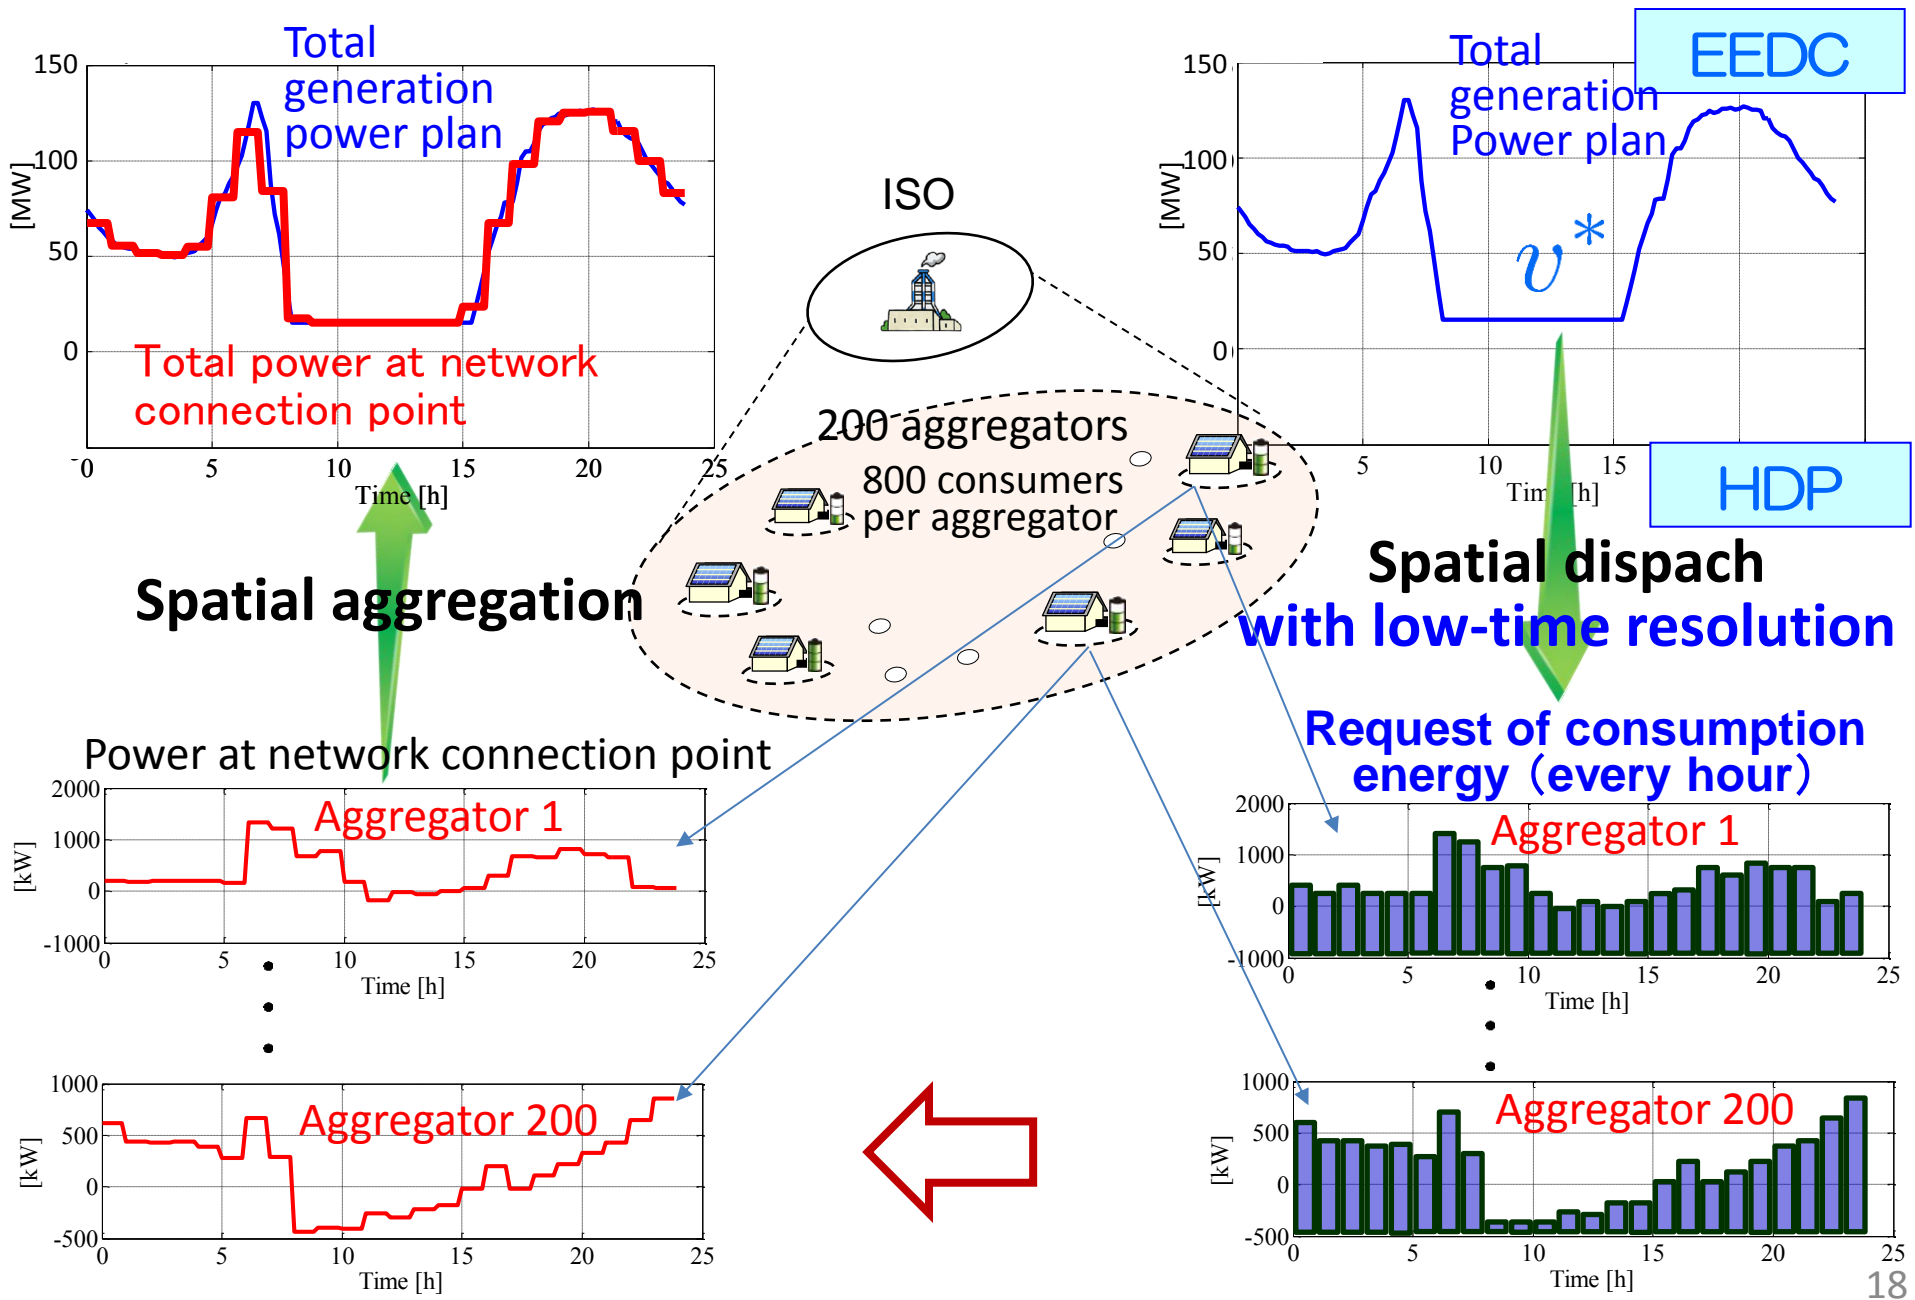 Total
generation
power plan
150
100
50
0
[MW]
Total power at network
connection point
0
5
10
15
20
25
Time [h]
ISO
200 aggregators
800 consumers
per aggregator
EEDC
Total
generation
Power plan
150
100
50
0
[MW]
v*
5
10
15
Time [h]
HDP
Spatial aggregation
Spatial dispach
with low-time resolution
Power at network connection point
2000
1000
0
-1000
[kW]
Aggregator 1
0
5
10
15
20
25
Time [h]
Request of consumption
energy (every hour)
2000
1000
0
-1000
[kW]
Aggregator 1
0
5
10
15
20
25
Time [h]
1000
500
0
-500
[kW]
Aggregator 200
0
5
10
15
20
25
Time [h]
1000
500
0
-500
[kW]
Aggregator 200
0
5
10
15
20
25
Time [h]
18